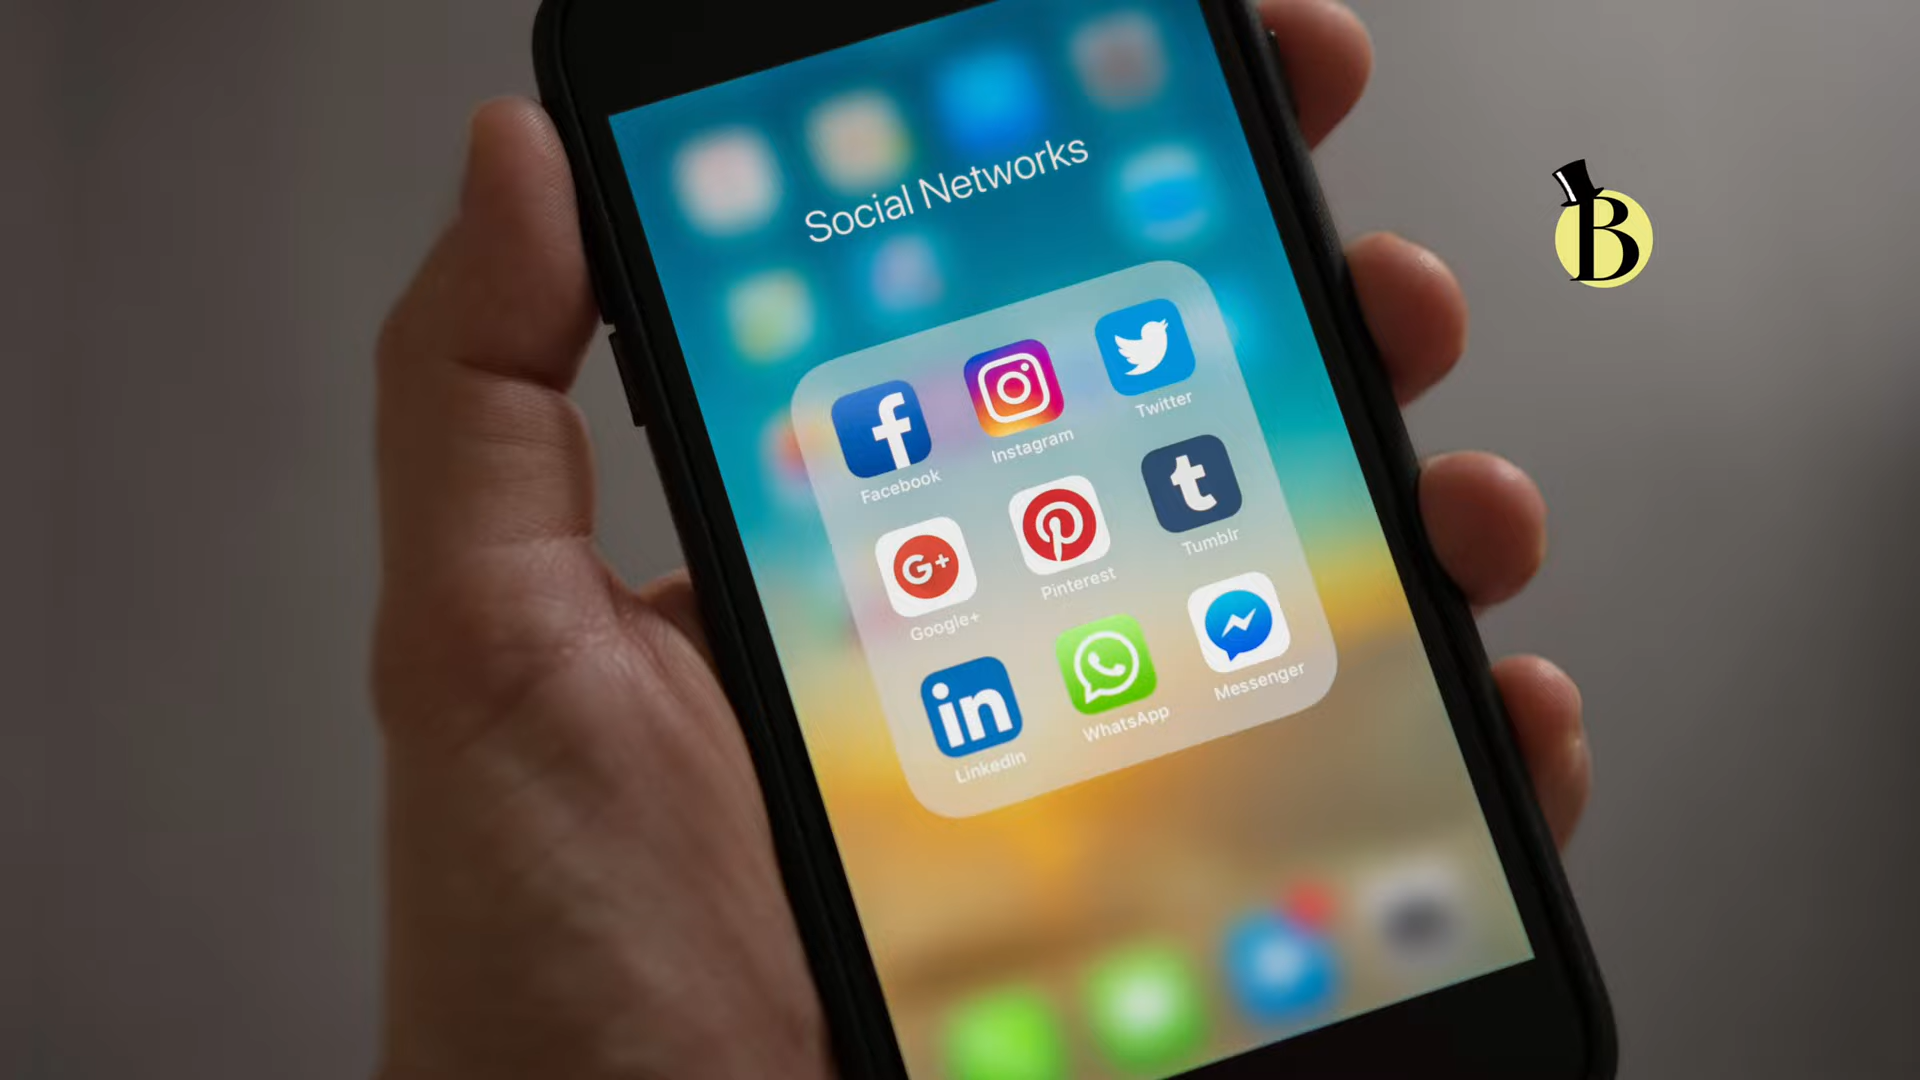 Social Networks
Facebook
Instagram
Twitter
Google+
Pinterest
Tumblr
LinkedIn
WhatsApp
Messenger
B